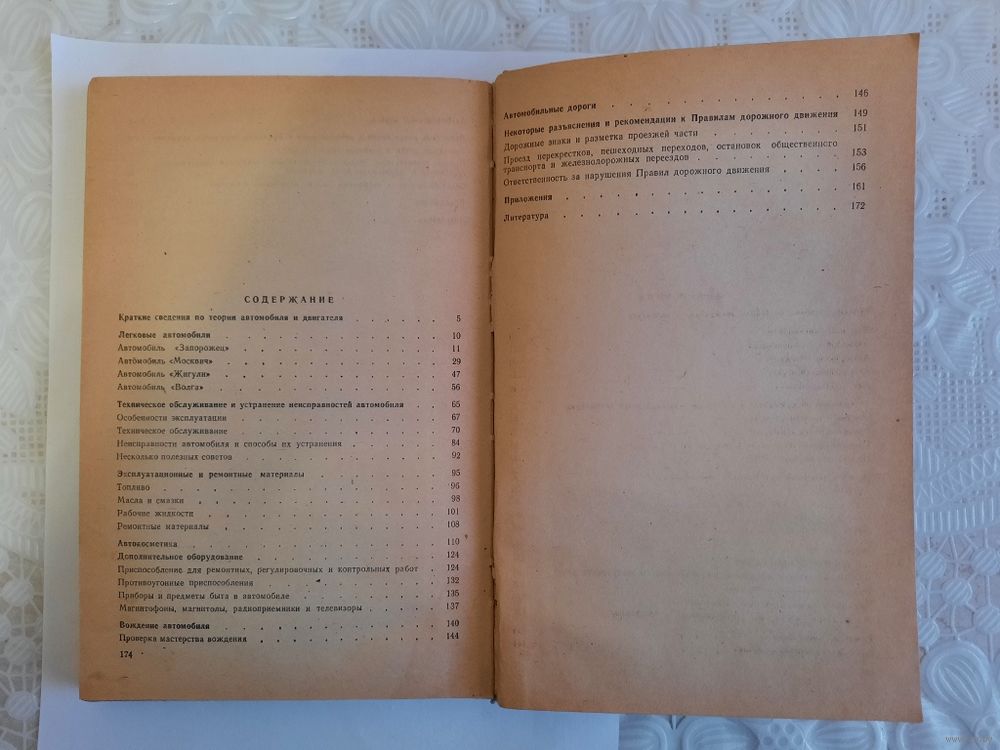 СОДЕРЖАНИЕ
Краткие сведения по теории автомобиля и двигателя . . . . . 5
Легковые автомобили . . . . . . . . . . . 10
Автомобиль «Запорожец» . . . . . . . . . . 11
Автомобиль «Москвич» . . . . . . . . . . . 29
Автомобиль «Жигули» . . . . . . . . . . . 47
Автомобиль «Волга» . . . . . . . . . . . 56
Техническое обслуживание и устранение неисправностей автомобиля . . 65
Особенности эксплуатации . . . . . . . . . . 67
Техническое обслуживание . . . . . . . . . . 70
Неисправности автомобиля и способы их устранения . . . . . 84
Несколько полезных советов . . . . . . . . . . 92
Эксплуатационные и ремонтные материалы . . . . . . . 95
Топливо . . . . . . . . . . . . . 96
Масла и смазки . . . . . . . . . . . . 98
Рабочие жидкости . . . . . . . . . . . 101
Ремонтные материалы . . . . . . . . . . . 108
Автокосметика . . . . . . . . . . . . 110
Дополнительное оборудование . . . . . . . . . 124
Приспособление для ремонтных, регулировочных и контрольных работ . 124
Противоугонные приспособления . . . . . . . . . 132
Приборы и предметы быта в автомобиле . . . . . . . 135
Магнитофоны, магнитолы, радиоприемники и телевизоры . . . . 137
Вождение автомобиля . . . . . . . . . . . 140
Проверка мастерства вождения . . . . . . . . . 144
174
Автомобильные дороги . . . . . . . . . . . 146
Некоторые разъяснения и рекомендации к Правилам дорожного движения 149
Дорожные знаки и разметка проезжей части . . . . . . 151
Проезд перекрестков, пешеходных переходов, остановок общественного
транспорта и железнодорожных переездов . . . . . . . 153
Ответственность за нарушения Правил дорожного движения . . . . 156
Приложения . . . . . . . . . . . . . 161
Литература . . . . . . . . . . . . . 172